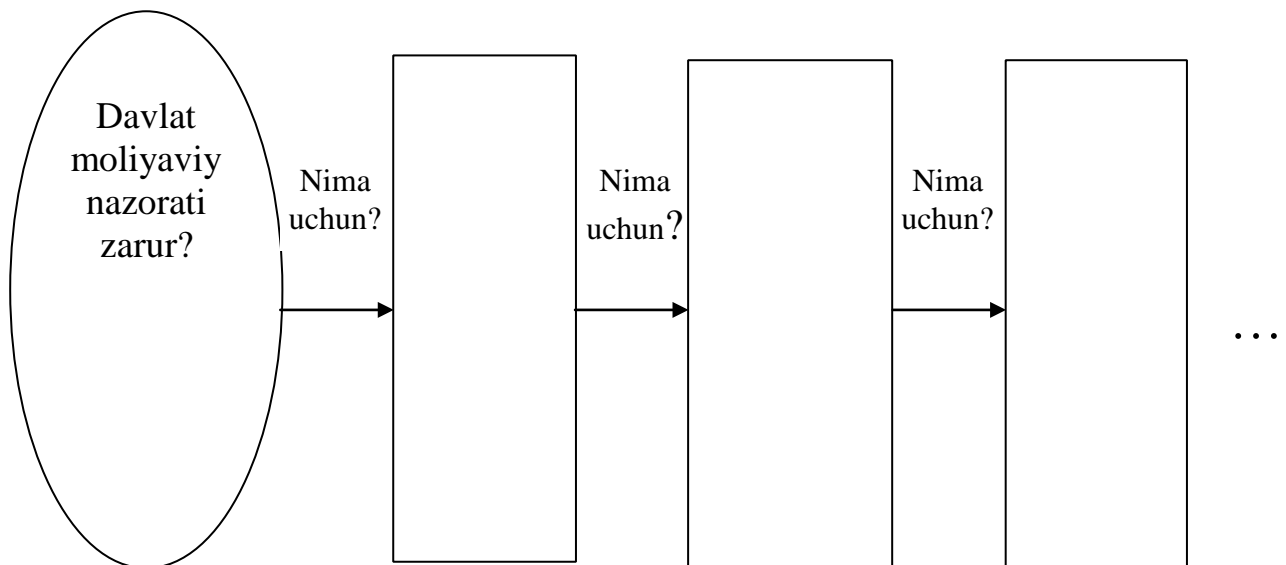 Davlat
moliyaviy
nazorati
zarur?
Nima
uchun?
Nima
uchun?
Nima
uchun?
...